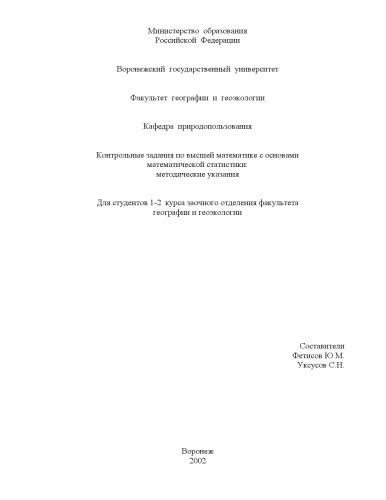 Министерство образования
Российской Федерации
Воронежский государственный университет
Факультет географии и геоэкологии
Кафедра природопользования
Контрольные задания по высшей математике с основами
математической статистики:
методические указания
Для студентов 1-2 курса заочного отделения факультета
географии и геоэкологии
Составители
Фетисов Ю.М.
Уксусов С.Н.
Воронеж
2002